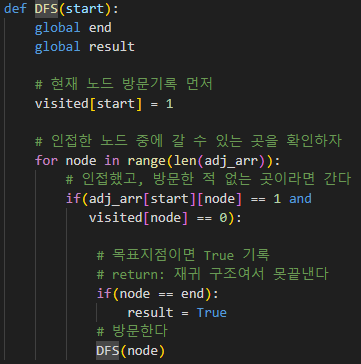 def DFS(start):
    global end
    global result

    # 현재 노드 방문기록 먼저
    visited[start] = 1

    # 인접한 노드 중에 갈 수 있는 곳을 확인하자
    for node in range(len(adj_arr)):
        # 인접했고, 방문한 적 없는 곳이라면 간다
        if(adj_arr[start][node] == 1 and
           visited[node] == 0):

            # 목표지점이면 True 기록
            # return: 재귀 구조여서 못끝낸다
            if(node == end):
                result = True
            # 방문한다
            DFS(node)